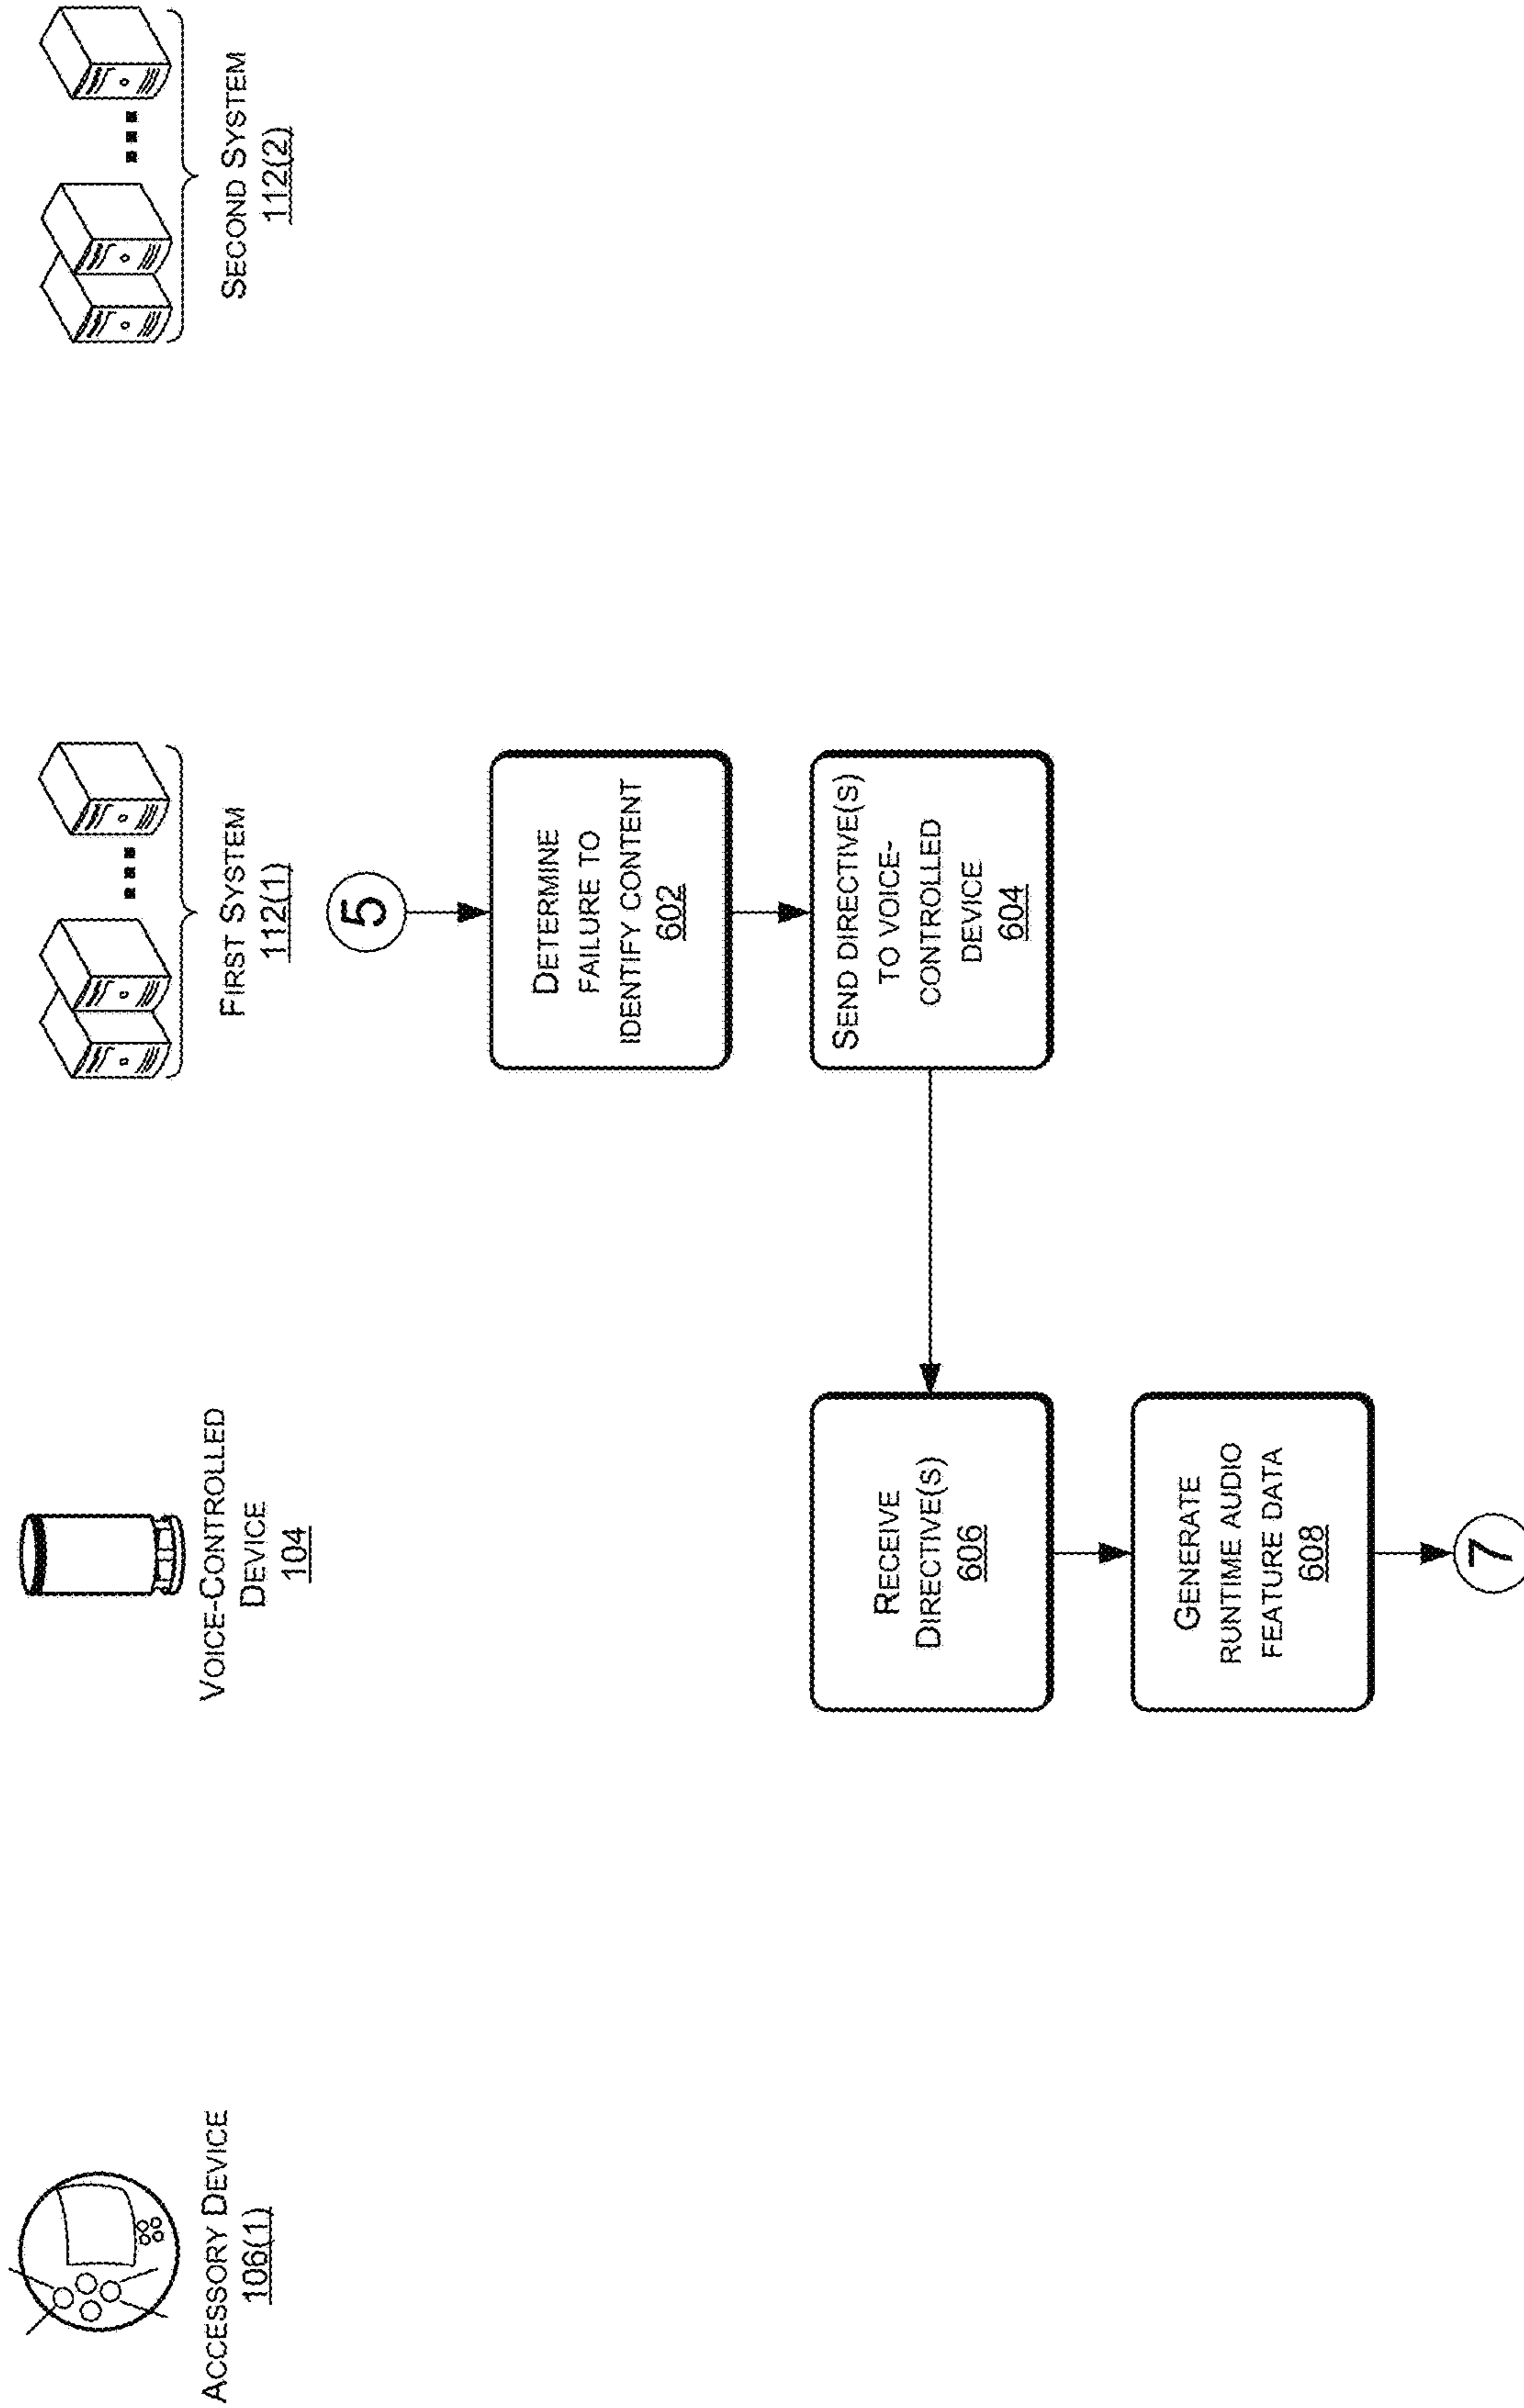 ACCESSORY DEVICE
106(1)
VOICE-CONTROLLED
DEVICE
104
FIRST SYSTEM
112(1)
SECOND SYSTEM
112(2)
5
DETERMINE
FAILURE TO
IDENTIFY CONTENT
602
SEND DIRECTIVE(S)
TO VOICE-
CONTROLLED
DEVICE
604
RECEIVE
DIRECTIVE(S)
606
GENERATE
RUNTIME AUDIO
FEATURE DATA
608
7